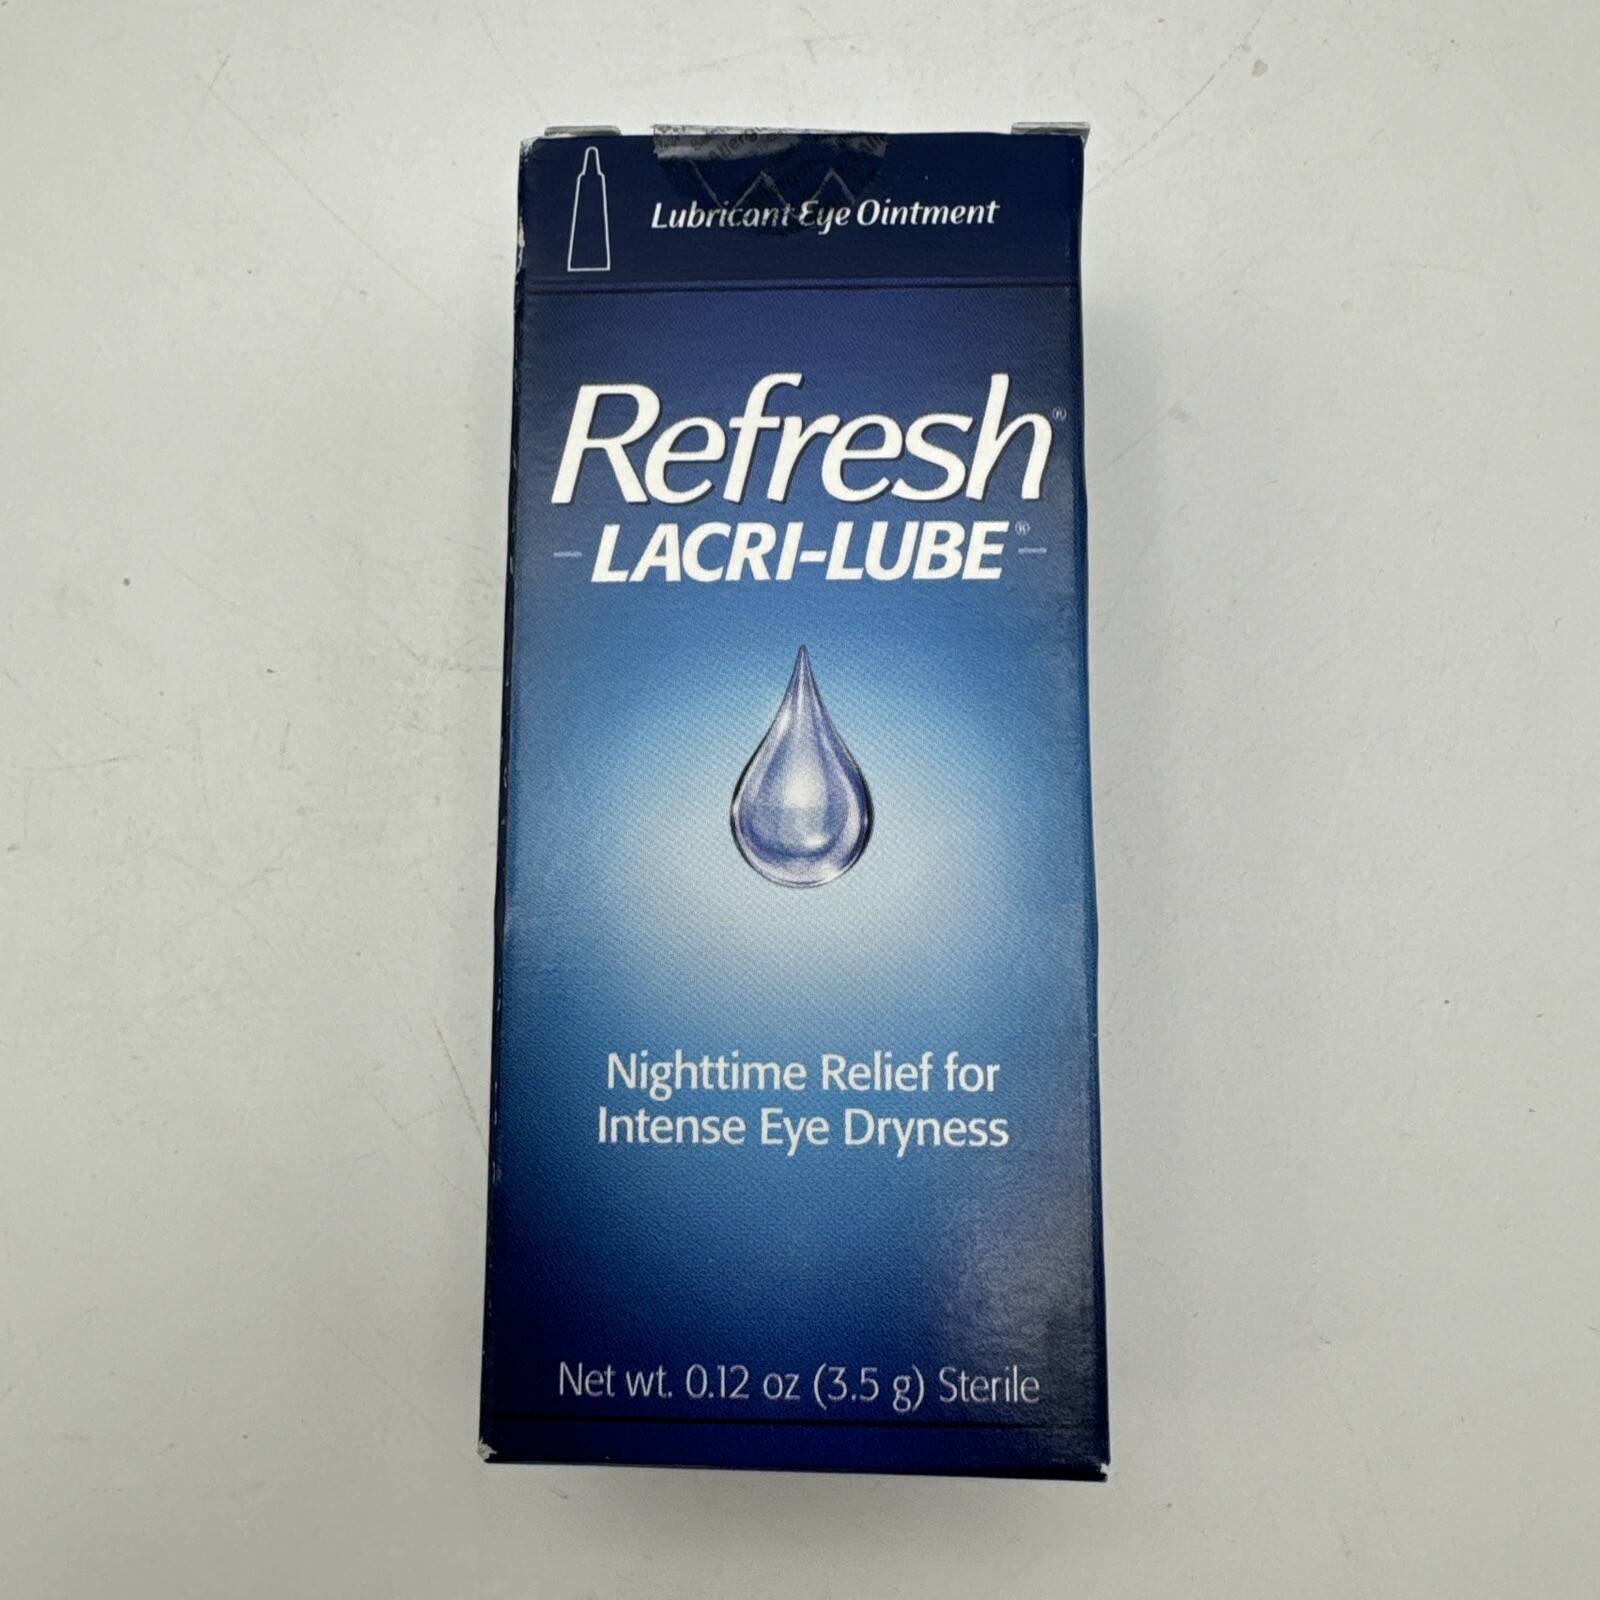 Lubricant Eye Ointment
Refresh®
LACRI-LUBE®
Nighttime Relief for
Intense Eye Dryness
Net wt. 0.12 oz (3.5 g) Sterile